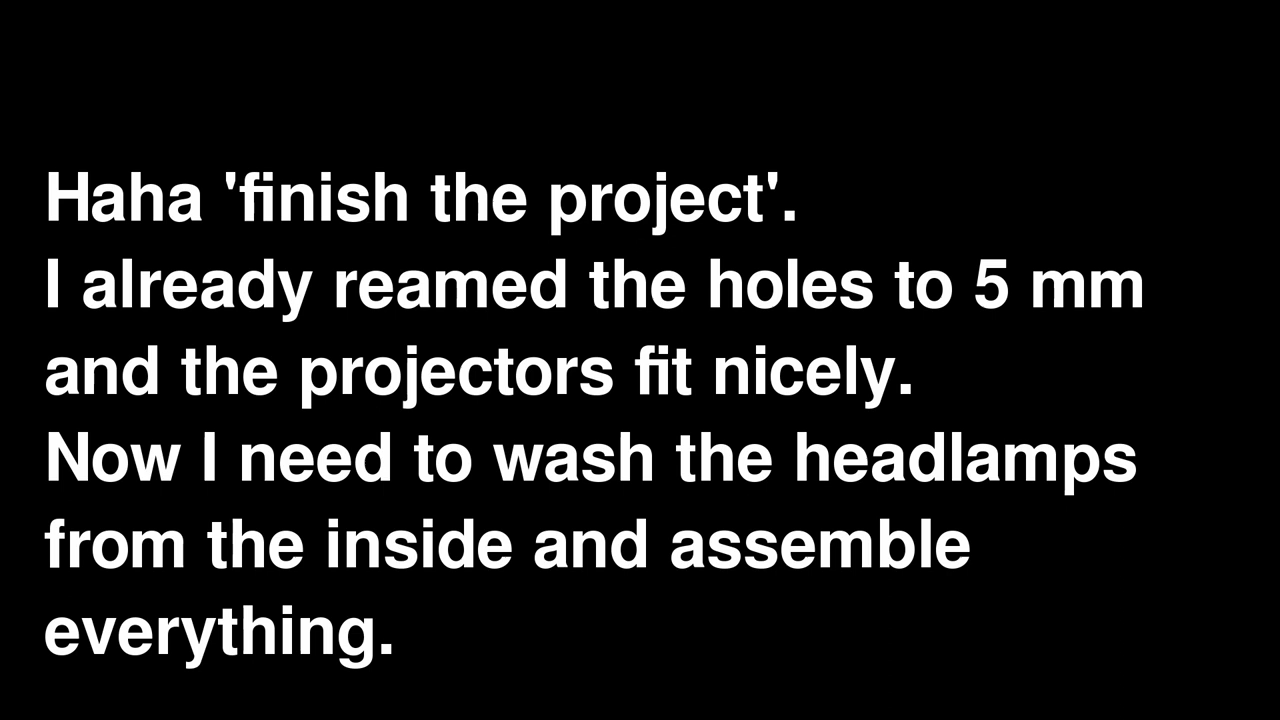 Haha 'finish the project'.
I already reamed the holes to 5 mm
and the projectors fit nicely.
Now I need to wash the headlamps
from the inside and assemble
everything.